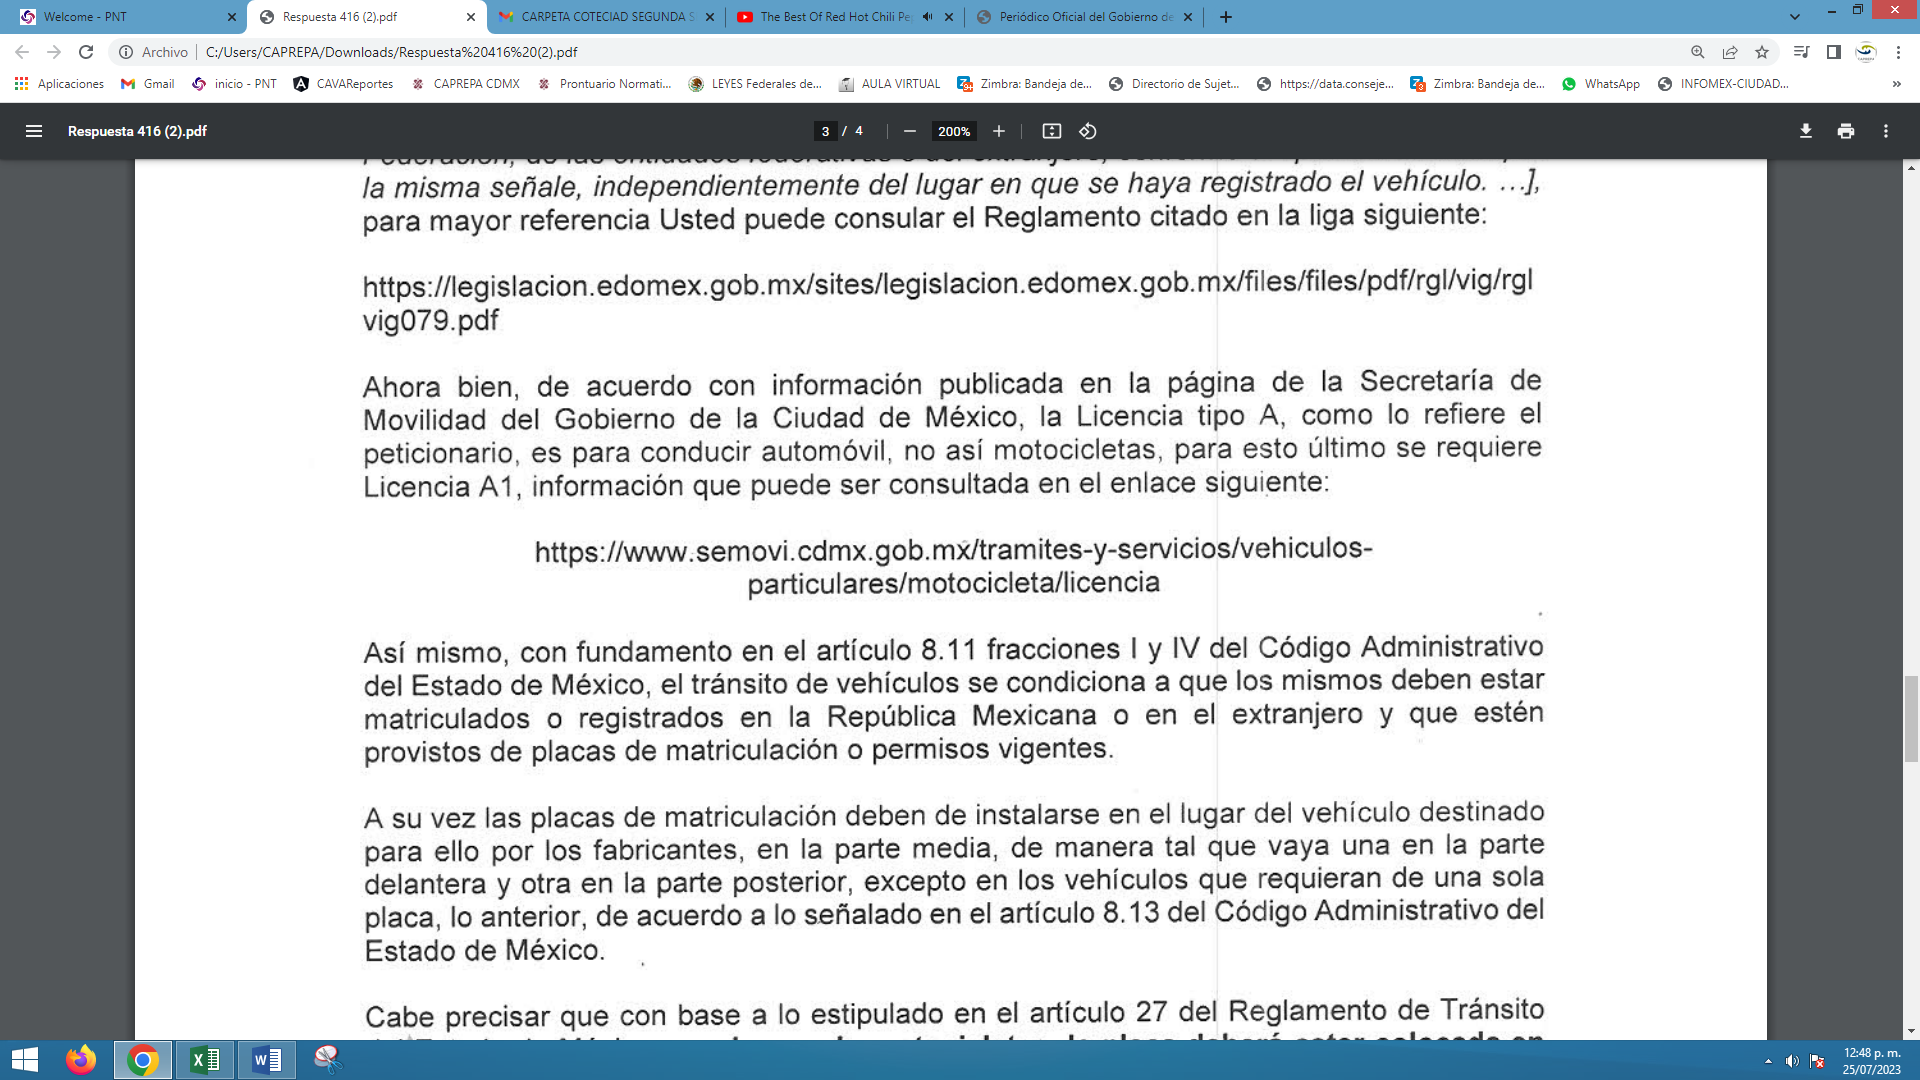 Welcome - PNT
Respuesta 416 (2).pdf
CARPETA COTECIAD SEGUNDA S
The Best Of Red Hot Chili Pe
Periódico Oficial del Gobierno de
Archivo
C:/Users/CAPREPA/Downloads/Respuesta%20416%20(2).pdf
Aplicaciones
Gmail
inicio - PNT
CAVAReportes
CAPREPA CDMX
Prontuario Normati...
LEYES Federales de...
AULA VIRTUAL
Zimbra: Bandeja de...
Directorio de Sujet...
https://data.conseje...
Zimbra: Bandeja de...
WhatsApp
INFOMEX-CIUDAD...
Respuesta 416 (2).pdf
3 / 4
200%
la misma señale, independientemente del lugar en que se haya registrado el vehículo. …],
para mayor referencia Usted puede consular el Reglamento citado en la liga siguiente:
https://legislacion.edomex.gob.mx/sites/legislacion.edomex.gob.mx/files/files/pdf/rgl/vig/rgl
vig079.pdf
Ahora bien, de acuerdo con información publicada en la página de la Secretaría de
Movilidad del Gobierno de la Ciudad de México, la Licencia tipo A, como lo refiere el
peticionario, es para conducir automóvil, no así motocicletas, para esto último se requiere
Licencia A1, información que puede ser consultada en el enlace siguiente:
https://www.semovi.cdmx.gob.mx/tramites-y-servicios/vehiculos-
particulares/motocicleta/licencia
Así mismo, con fundamento en el artículo 8.11 fracciones I y IV del Código Administrativo
del Estado de México, el tránsito de vehículos se condiciona a que los mismos deben estar
matriculados o registrados en la República Mexicana o en el extranjero y que estén
provistos de placas de matriculación o permisos vigentes.
A su vez las placas de matriculación deben de instalarse en el lugar del vehículo destinado
para ello por los fabricantes, en la parte media, de manera tal que vaya una en la parte
delantera y otra en la parte posterior, excepto en los vehículos que requieran de una sola
placa, lo anterior, de acuerdo a lo señalado en el artículo 8.13 del Código Administrativo del
Estado de México.
Cabe precisar que con base a lo estipulado en el artículo 27 del Reglamento de Tránsito
12:48 p. m.
25/07/2023